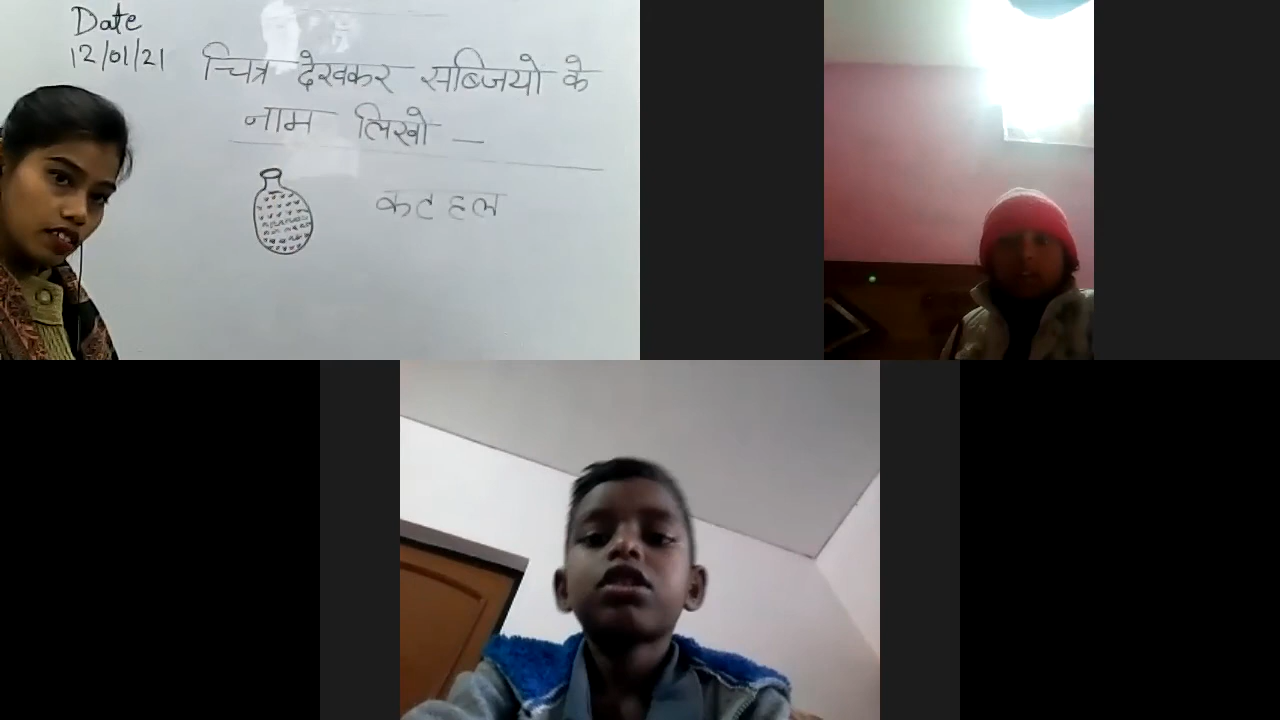 Date
12/01/21
चित्र देखकर सब्जियो के
नाम लिखो —
कटहल